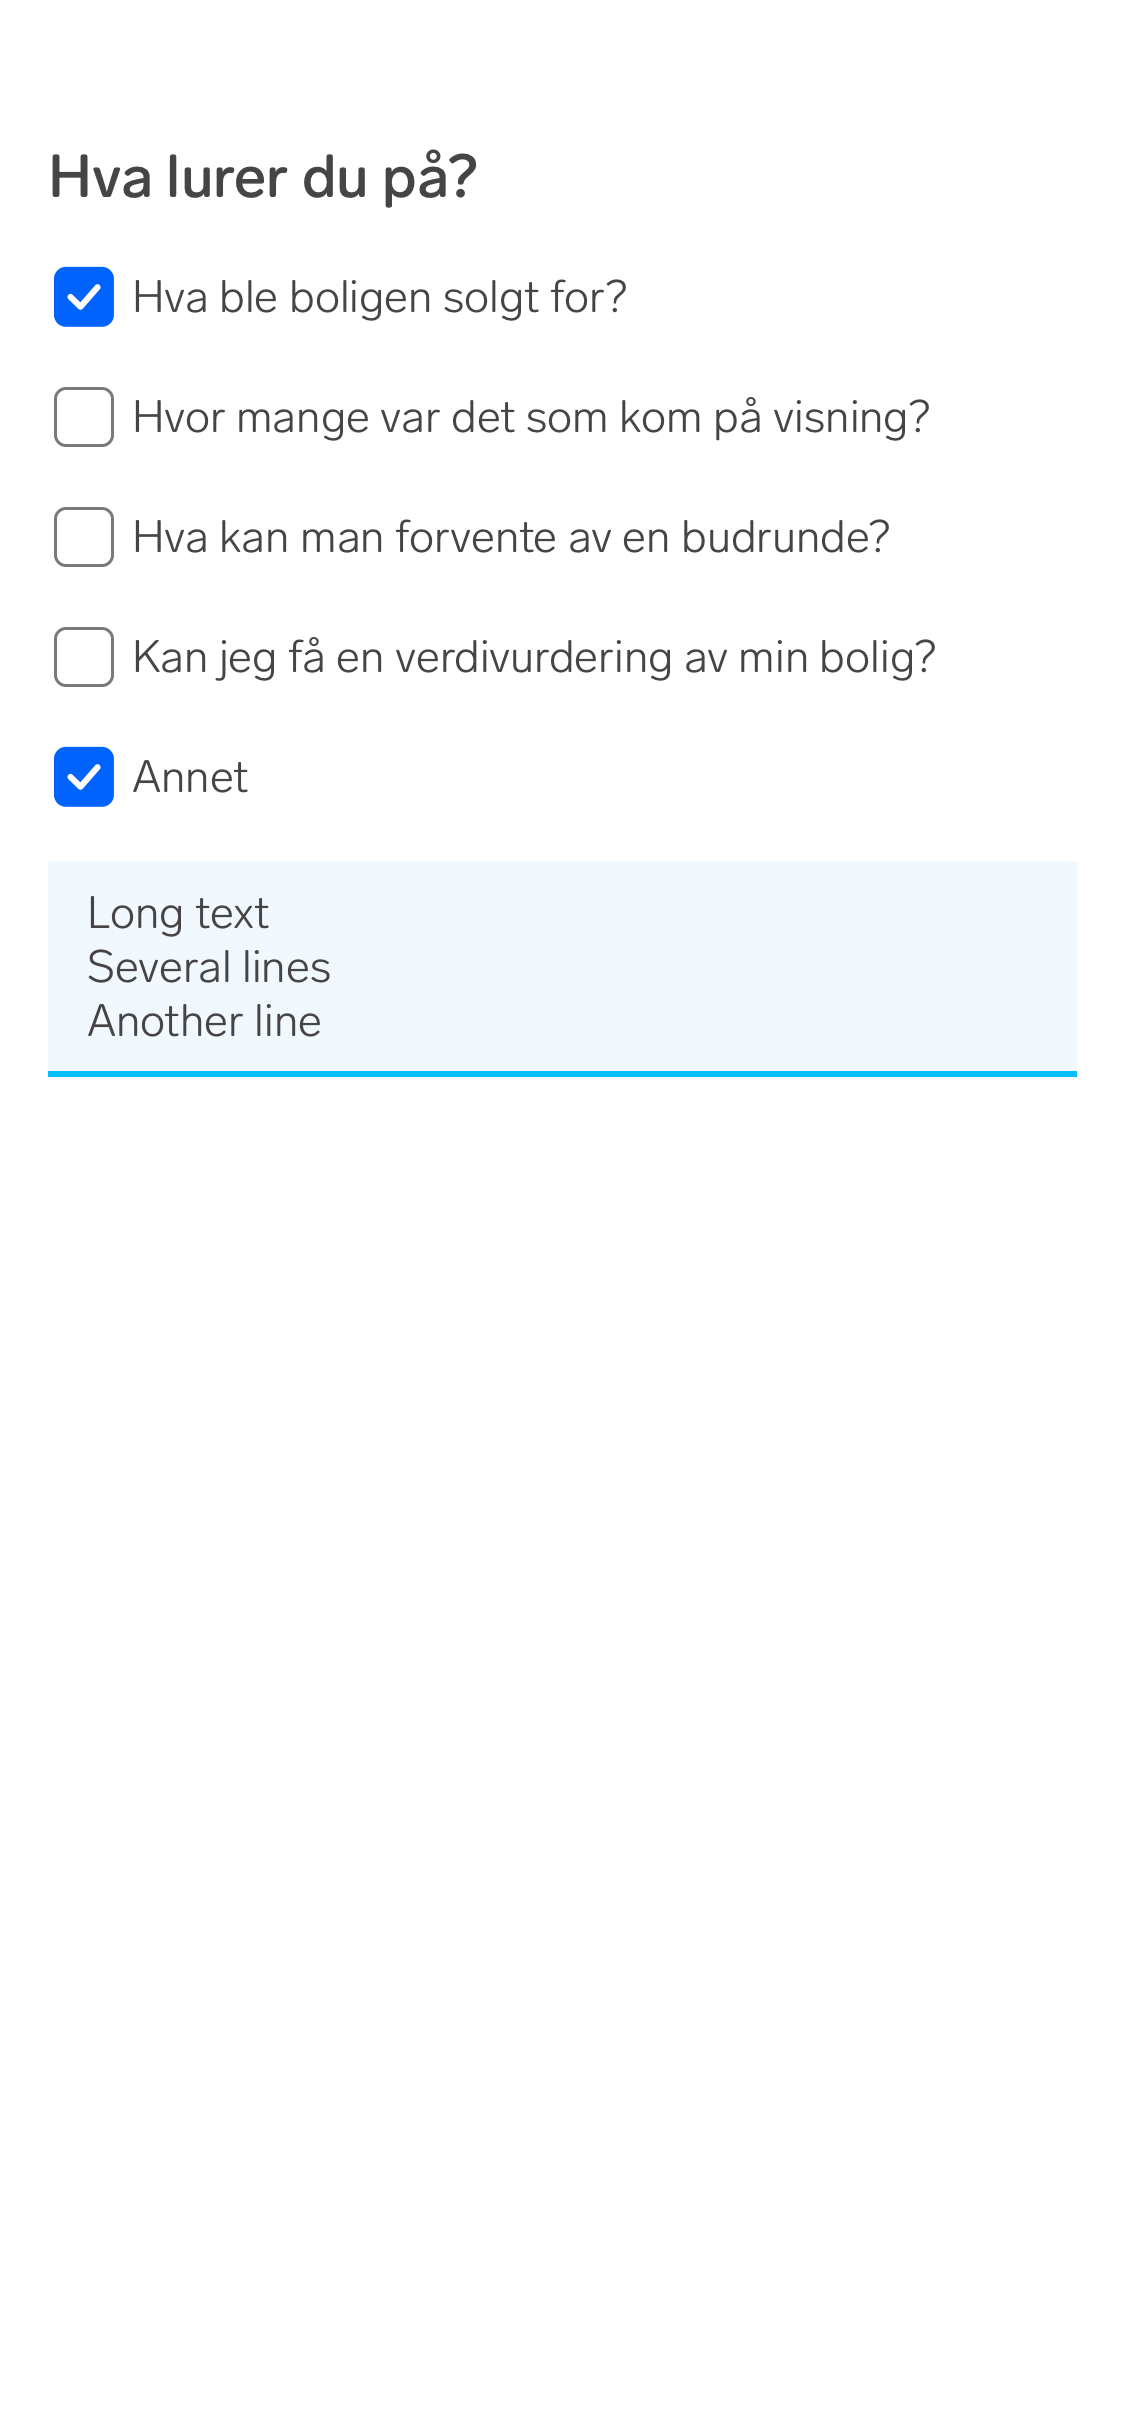 Hva lurer du på?
Hva ble boligen solgt for?
Hvor mange var det som kom på visning?
Hva kan man forvente av en budrunde?
Kan jeg få en verdivurdering av min bolig?
Annet
Long text
Several lines
Another line